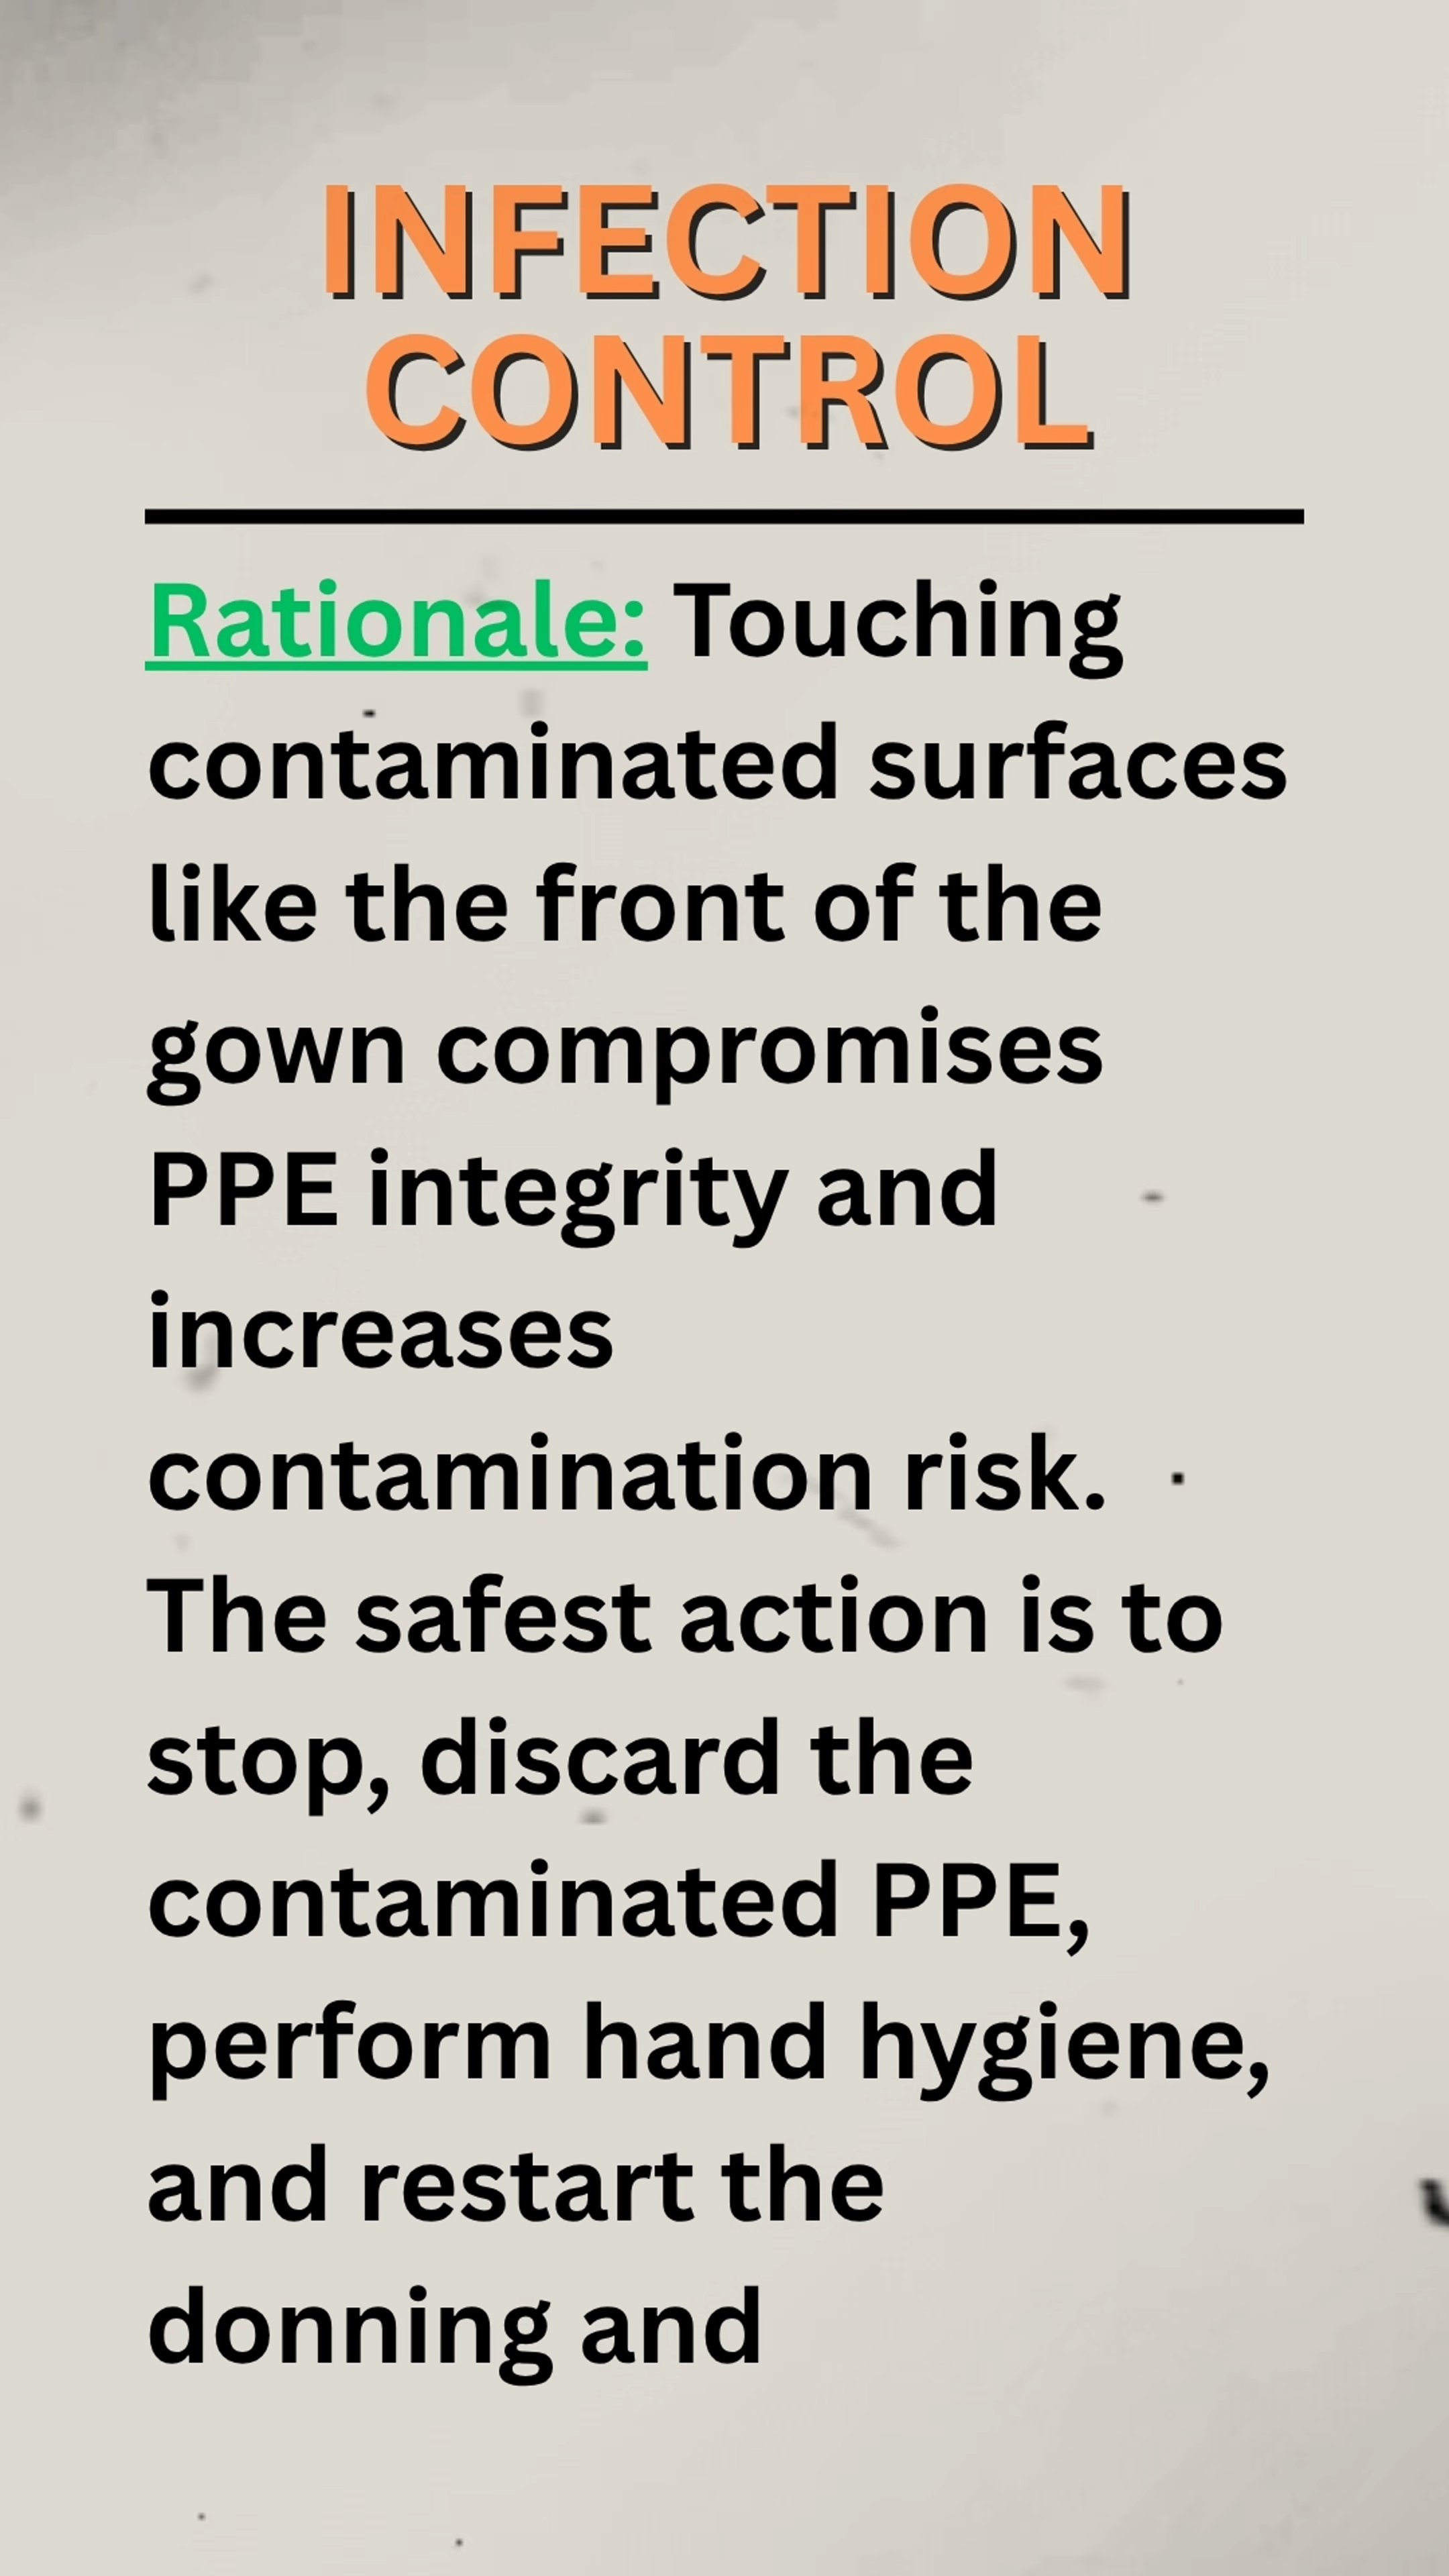 INFECTION
CONTROL
Rationale: Touching
contaminated surfaces
like the front of the
gown compromises
PPE integrity and
increases
contamination risk.
The safest action is to
stop, discard the
contaminated PPE,
perform hand hygiene,
and restart the
donning and